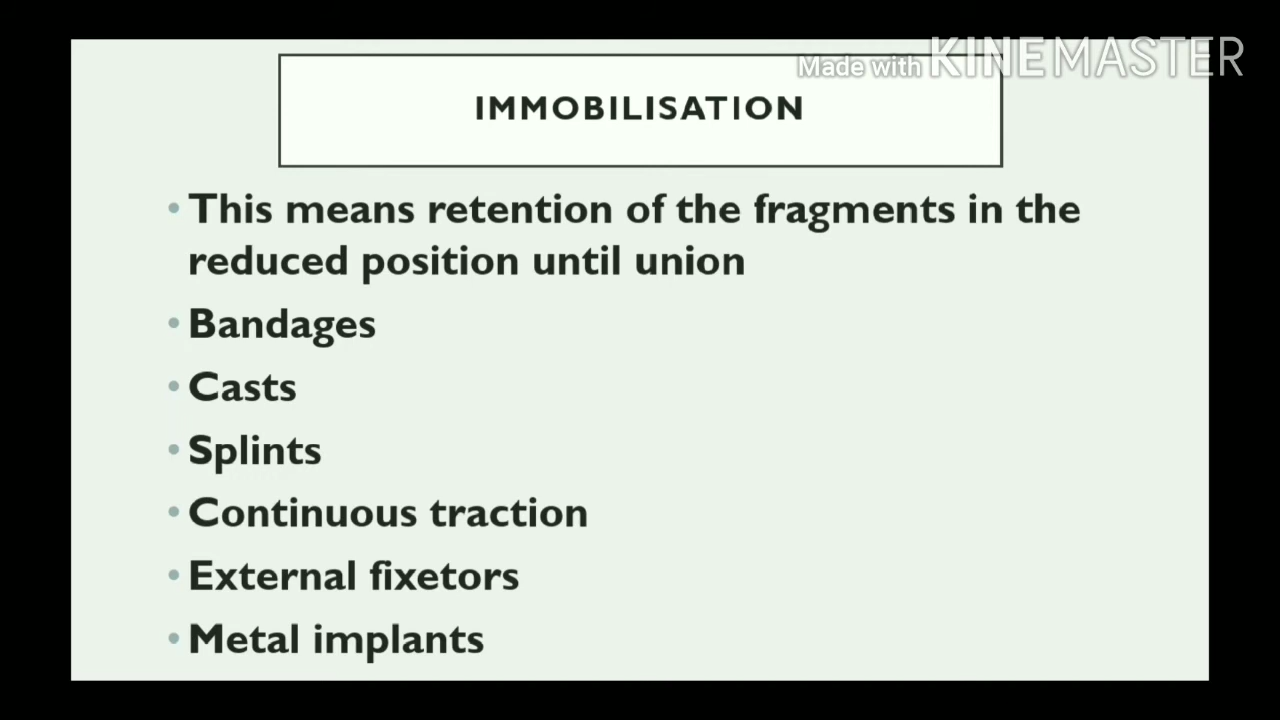 Made with KINEMASTER
IMMOBILISATION
• This means retention of the fragments in the
reduced position until union
• Bandages
• Casts
• Splints
• Continuous traction
• External fixetors
• Metal implants